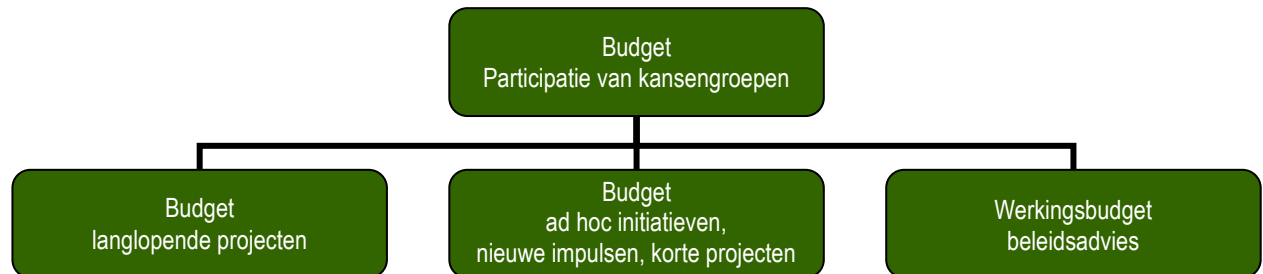 Budget
Participatie van kansengroepen
Budget
langlopende projecten
Budget
ad hoc initiatieven,
nieuwe impulsen, korte projecten
Werkingsbudget
beleidsadvies